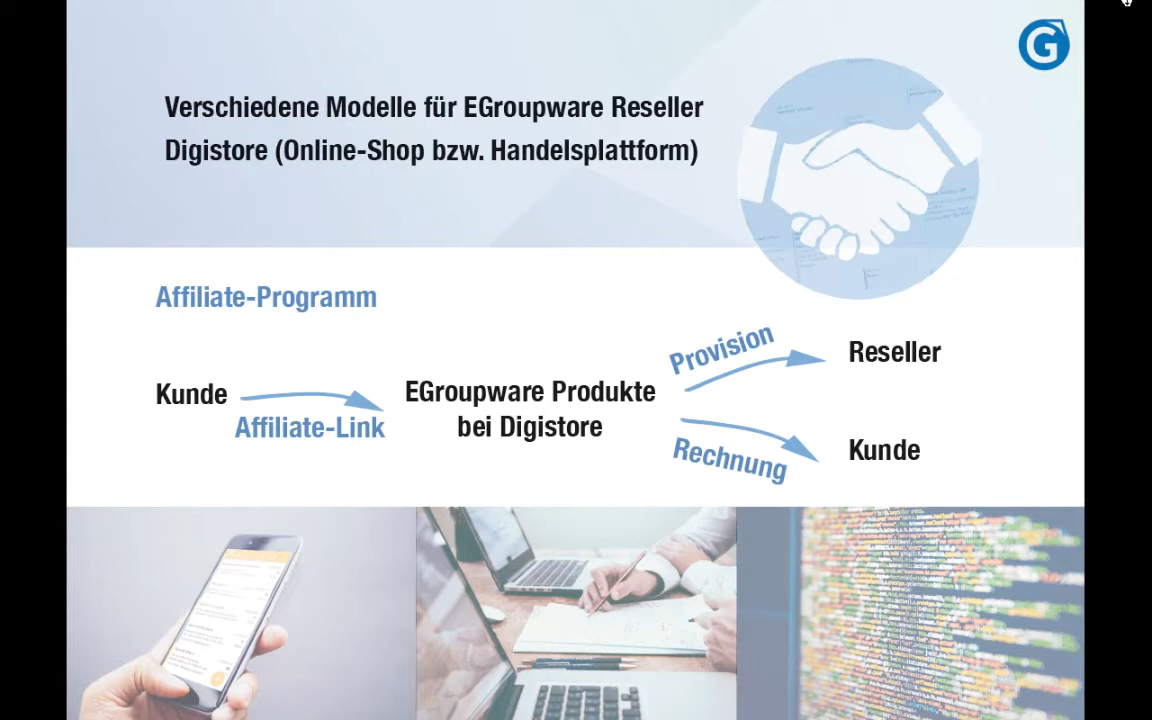 G
Verschiedene Modelle für EGroupware Reseller
Digistore (Online-Shop bzw. Handelsplattform)
Affiliate-Programm
Kunde
Affiliate-Link
EGroupware Produkte
bei Digistore
Provision
Reseller
Rechnung
Kunde